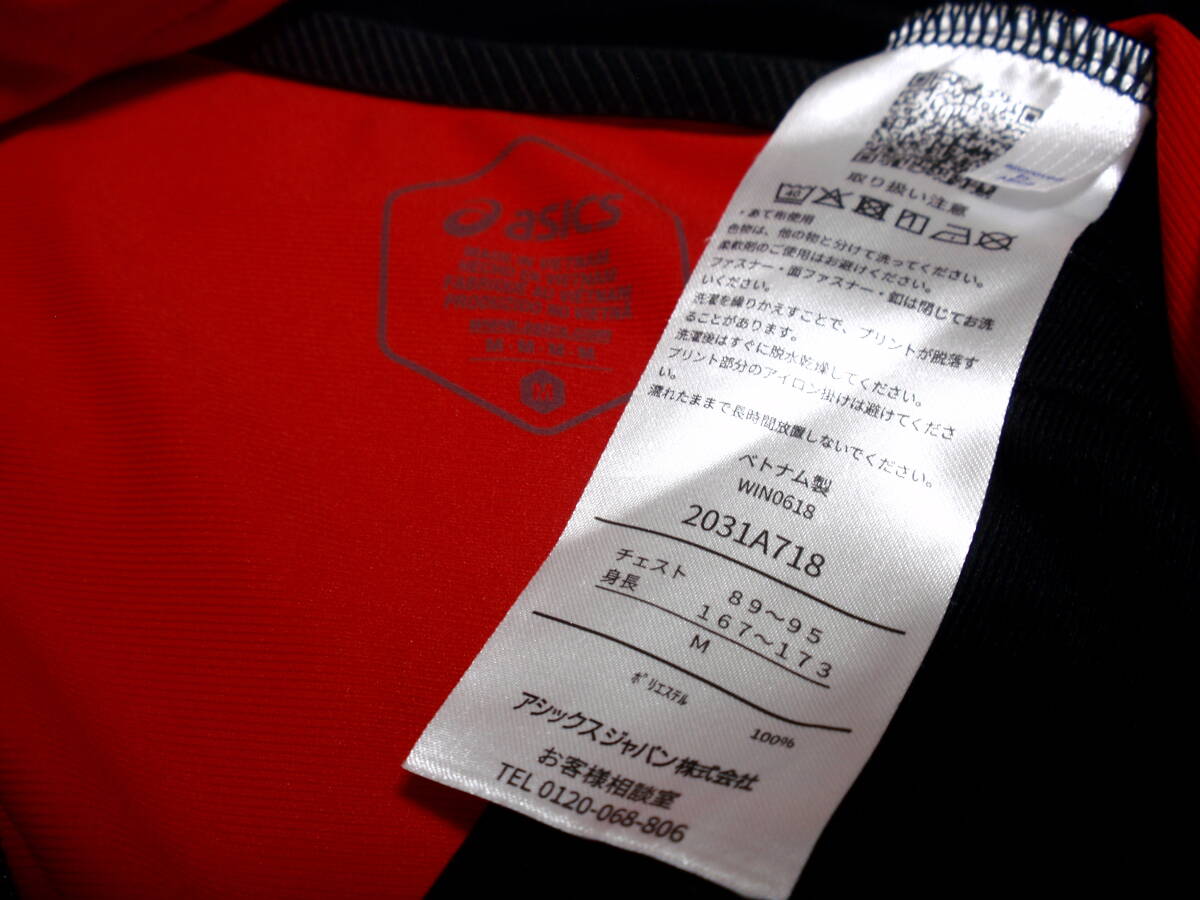 asics
MADE IN VIETNAM
HECHO EN VIETNAM
FABRIQUÉ AU VIETNAM
M・M・M・M
M
取り扱い注意
・あて布使用
色物は、他の物と分けて洗ってください。
柔軟剤のご使用はお避けください。
ファスナー・面ファスナー・釦は閉じてお洗
いください。
洗濯を繰りかえすことで、プリントが脱落す
ることがあります。
洗濯後はすぐに脱水乾燥してください。
プリント部分のアイロン掛けは避けてくださ
い。
濡れたままで長時間放置しないでください。
ベトナム製
WIN0618
2031A718
チェスト 89～95
身長 167～173
M
ポリエステル 100%
アシックスジャパン株式会社
お客様相談室
TEL 0120-068-806